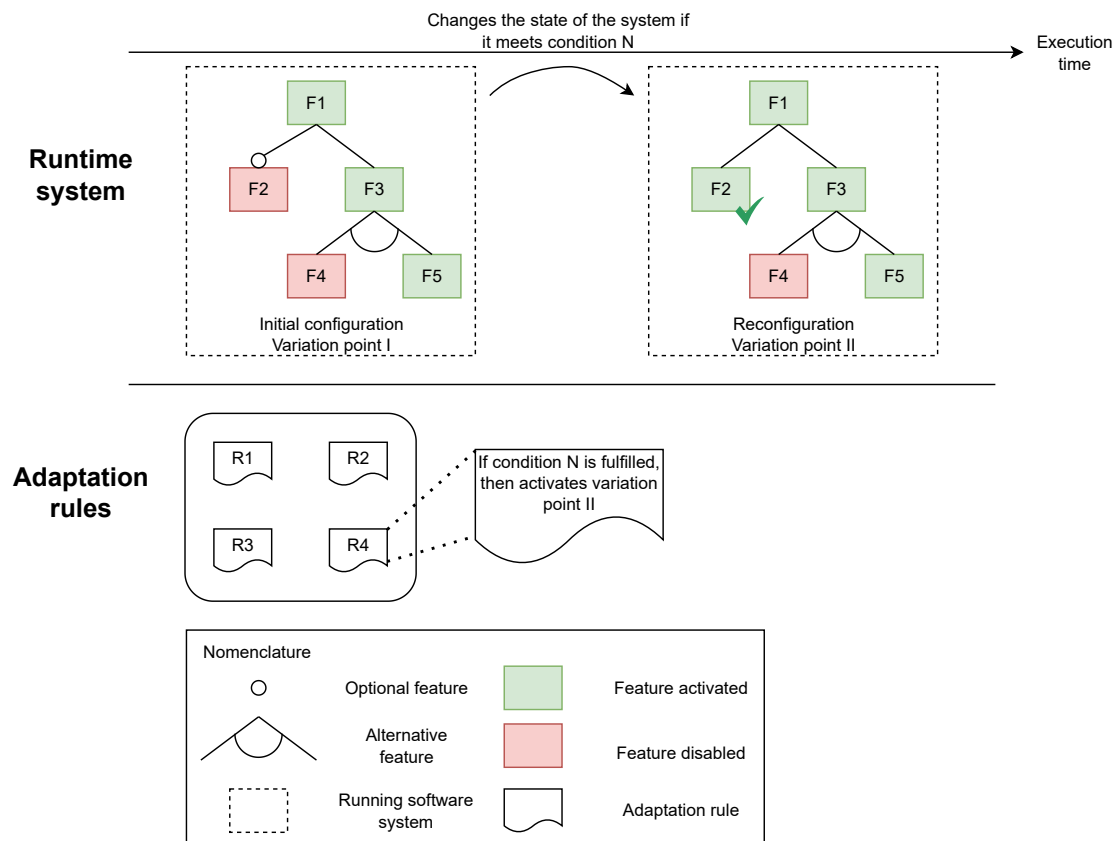 Changes the state of the system if
it meets condition N
Execution
time
Runtime
system
F1
F2
F3
F4
F5
Initial configuration
Variation point I
F1
F2
F3
F4
F5
Reconfiguration
Variation point II
Adaptation
rules
R1
R2
R3
R4
If condition N is fulfilled,
then activates variation
point II
Nomenclature
Optional feature
Feature activated
Alternative
feature
Feature disabled
Running software
system
Adaptation rule